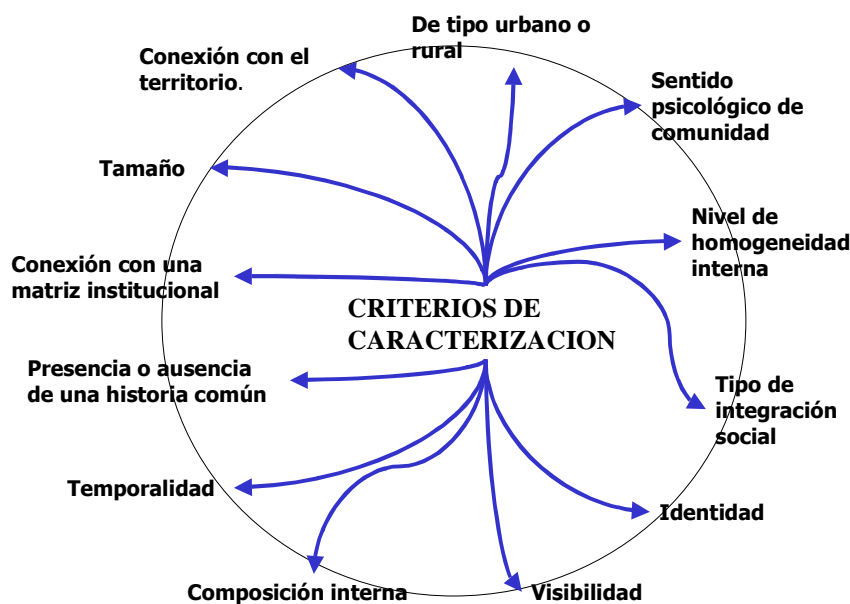 De tipo urbano o
rural
Conexión con el
territorio.
Sentido
psicológico de
comunidad
Tamaño
Nivel de
homogeneidad
interna
Conexión con una
matriz institucional
CRITERIOS DE
CARACTERIZACION
Presencia o ausencia
de una historia común
Tipo de
integración
social
Temporalidad
Identidad
Composición interna
Visibilidad